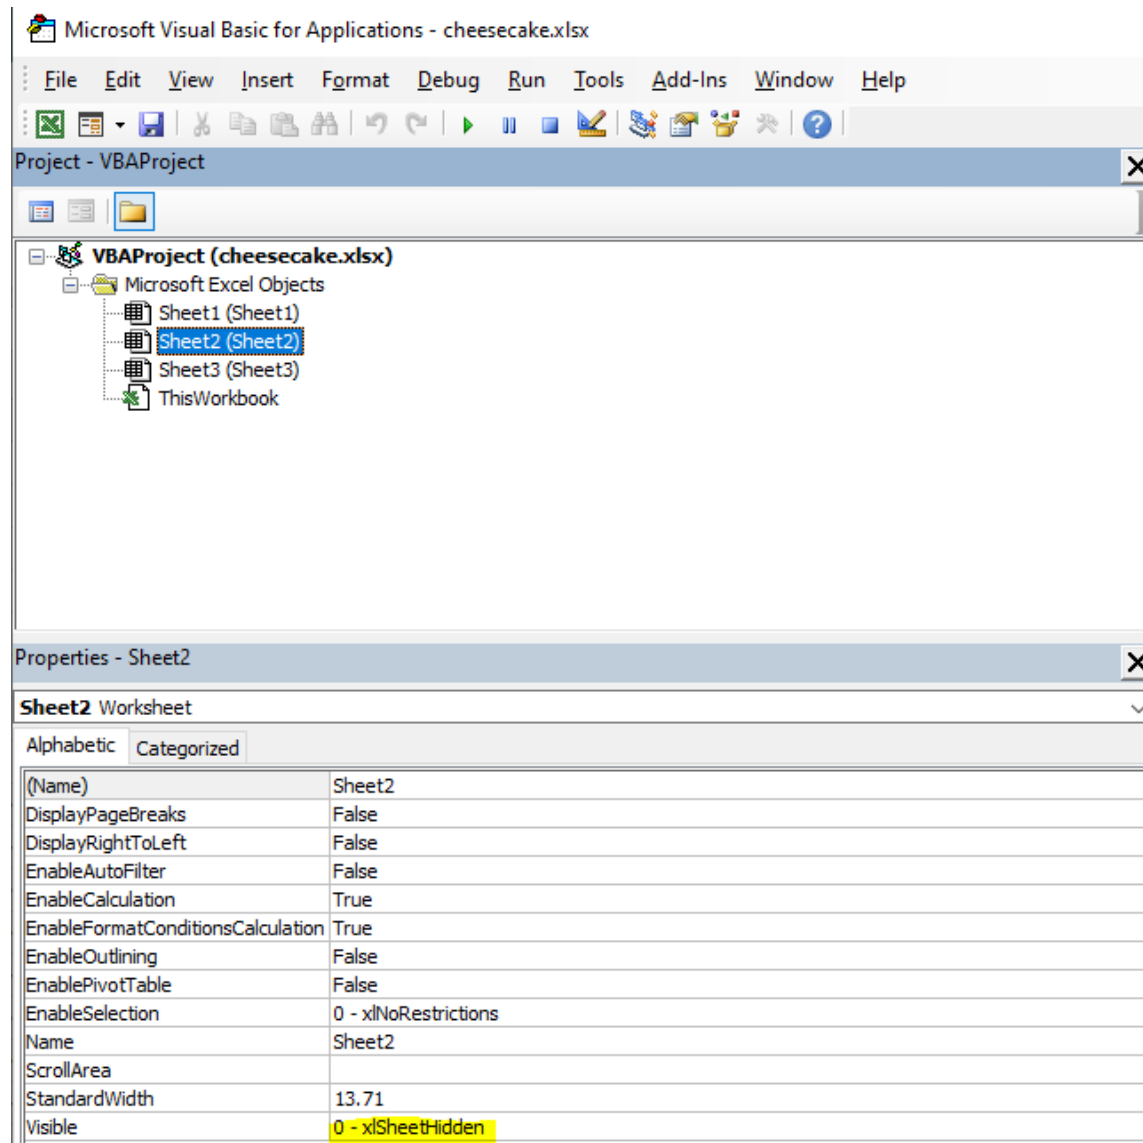 Microsoft Visual Basic for Applications - cheesecake.xlsx
File Edit View Insert Format Debug Run Tools Add-Ins Window Help
Project - VBAProject
VBAProject (cheesecake.xlsx)
Microsoft Excel Objects
Sheet1 (Sheet1)
Sheet2 (Sheet2)
Sheet3 (Sheet3)
ThisWorkbook
Properties - Sheet2
Sheet2 Worksheet
Alphabetic Categorized
(Name) Sheet2
DisplayPageBreaks False
DisplayRightToLeft False
EnableAutoFilter False
EnableCalculation True
EnableFormatConditionsCalculation True
EnableOutlining False
EnablePivotTable False
EnableSelection 0 - xlNoRestrictions
Name Sheet2
ScrollArea
StandardWidth 13.71
Visible 0 - xlSheetHidden